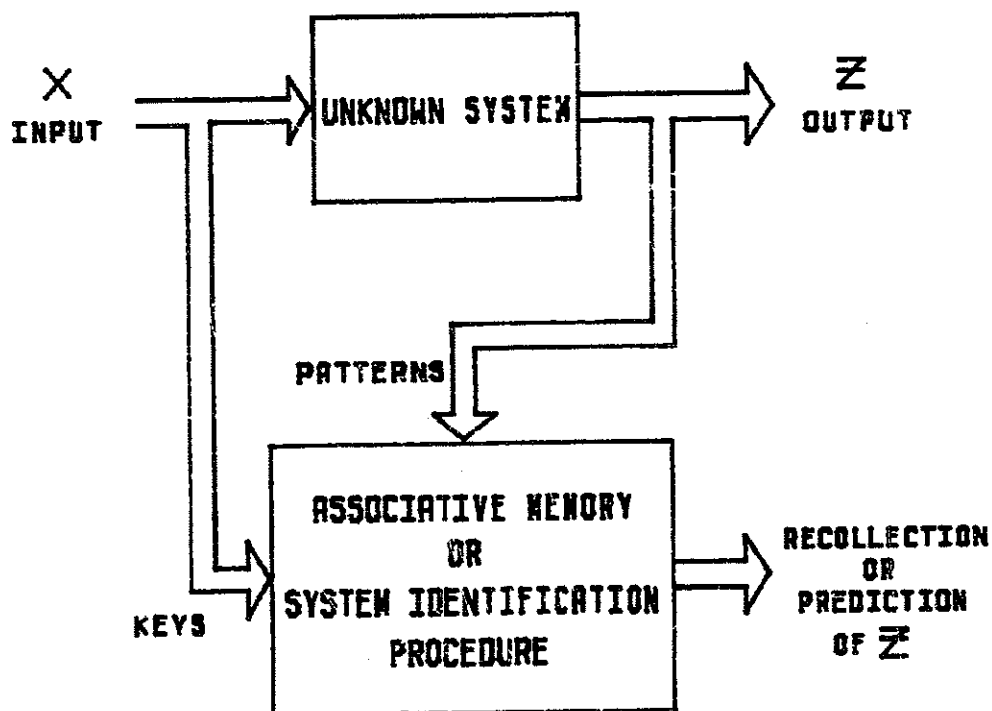 X
INPUT
UNKNOWN SYSTEM
Z
OUTPUT
PATTERNS
KEYS
ASSOCIATIVE MEMORY
OR
SYSTEM IDENTIFICATION
PROCEDURE
RECOLLECTION
OR
PREDICTION
OF Z